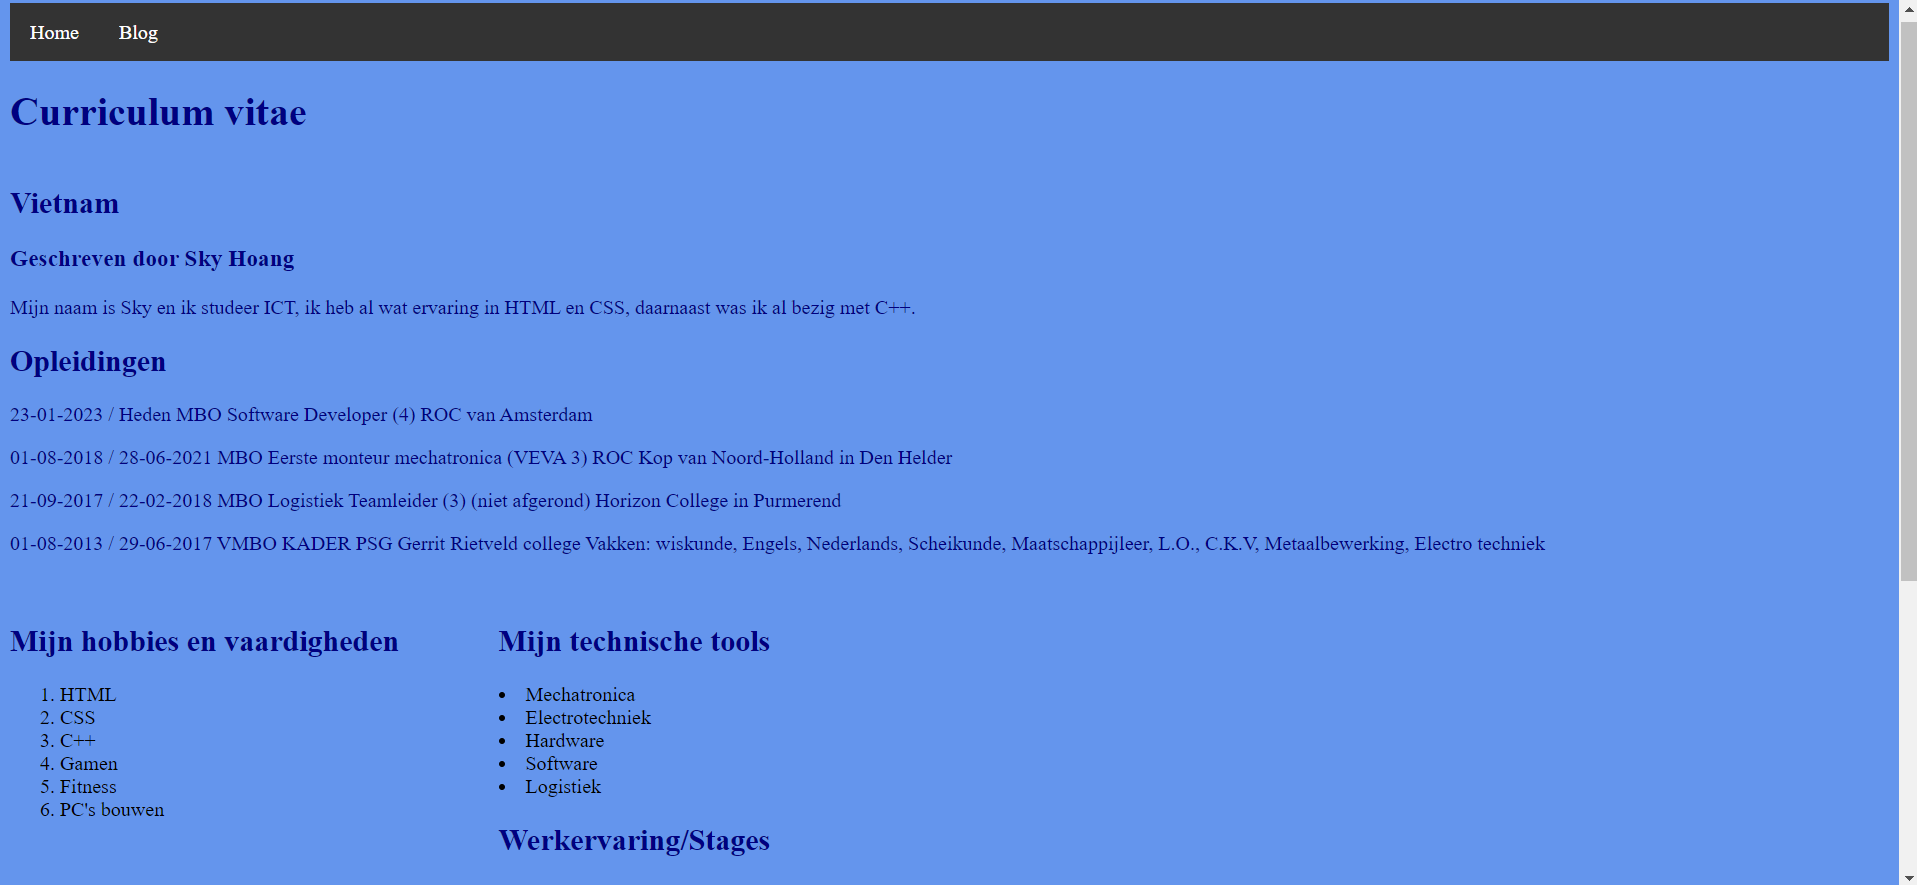 Home Blog
Curriculum vitae
Vietnam
Geschreven door Sky Hoang
Mijn naam is Sky en ik studeer ICT, ik heb al wat ervaring in HTML en CSS, daarnaast was ik al bezig met C++.
Opleidingen
23-01-2023 / Heden MBO Software Developer (4) ROC van Amsterdam
01-08-2018 / 28-06-2021 MBO Eerste monteur mechatronica (VEVA 3) ROC Kop van Noord-Holland in Den Helder
21-09-2017 / 22-02-2018 MBO Logistiek Teamleider (3) (niet afgerond) Horizon College in Purmerend
01-08-2013 / 29-06-2017 VMBO KADER PSG Gerrit Rietveld college Vakken: wiskunde, Engels, Nederlands, Scheikunde, Maatschappijleer, L.O., C.K.V, Metaalbewerking, Electro techniek
Mijn hobbies en vaardigheden
1. HTML
2. CSS
3. C++
4. Gamen
5. Fitness
6. PC's bouwen
Mijn technische tools
• Mechatronica
• Electrotechniek
• Hardware
• Software
• Logistiek
Werkervaring/Stages